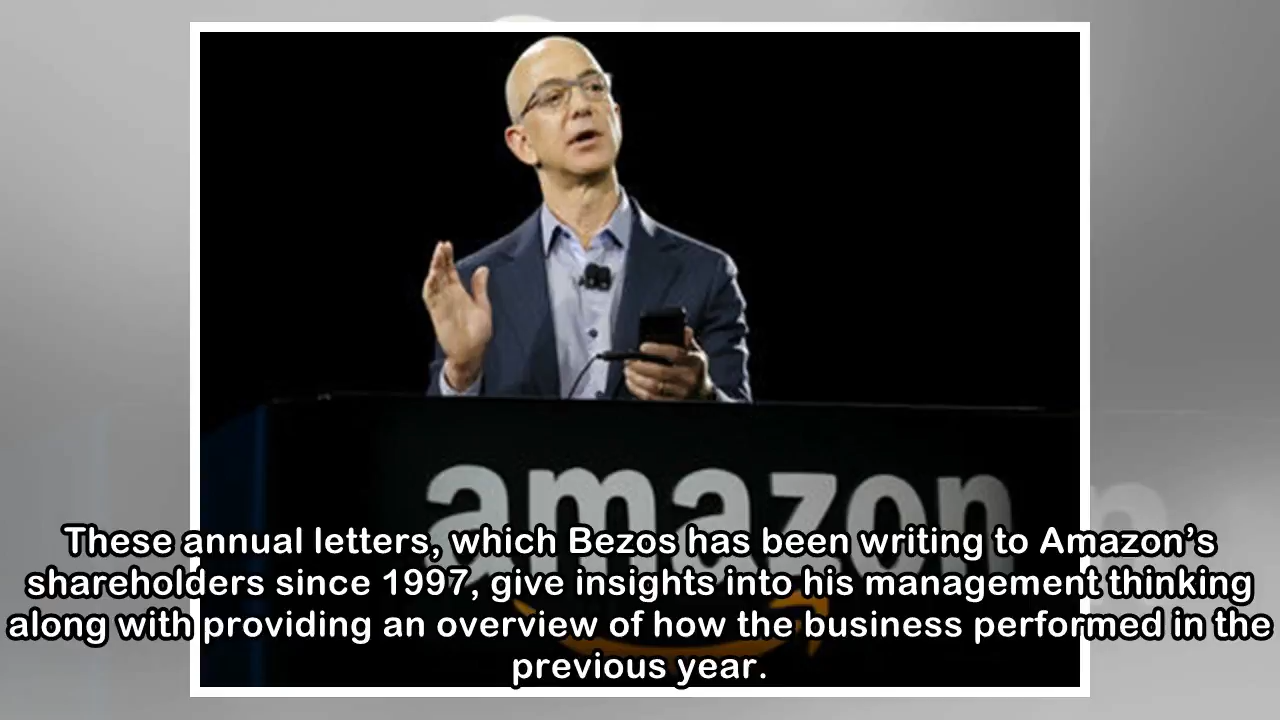 amazon
These annual letters, which Bezos has been writing to Amazon’s
shareholders since 1997, give insights into his management thinking
along with providing an overview of how the business performed in the
previous year.